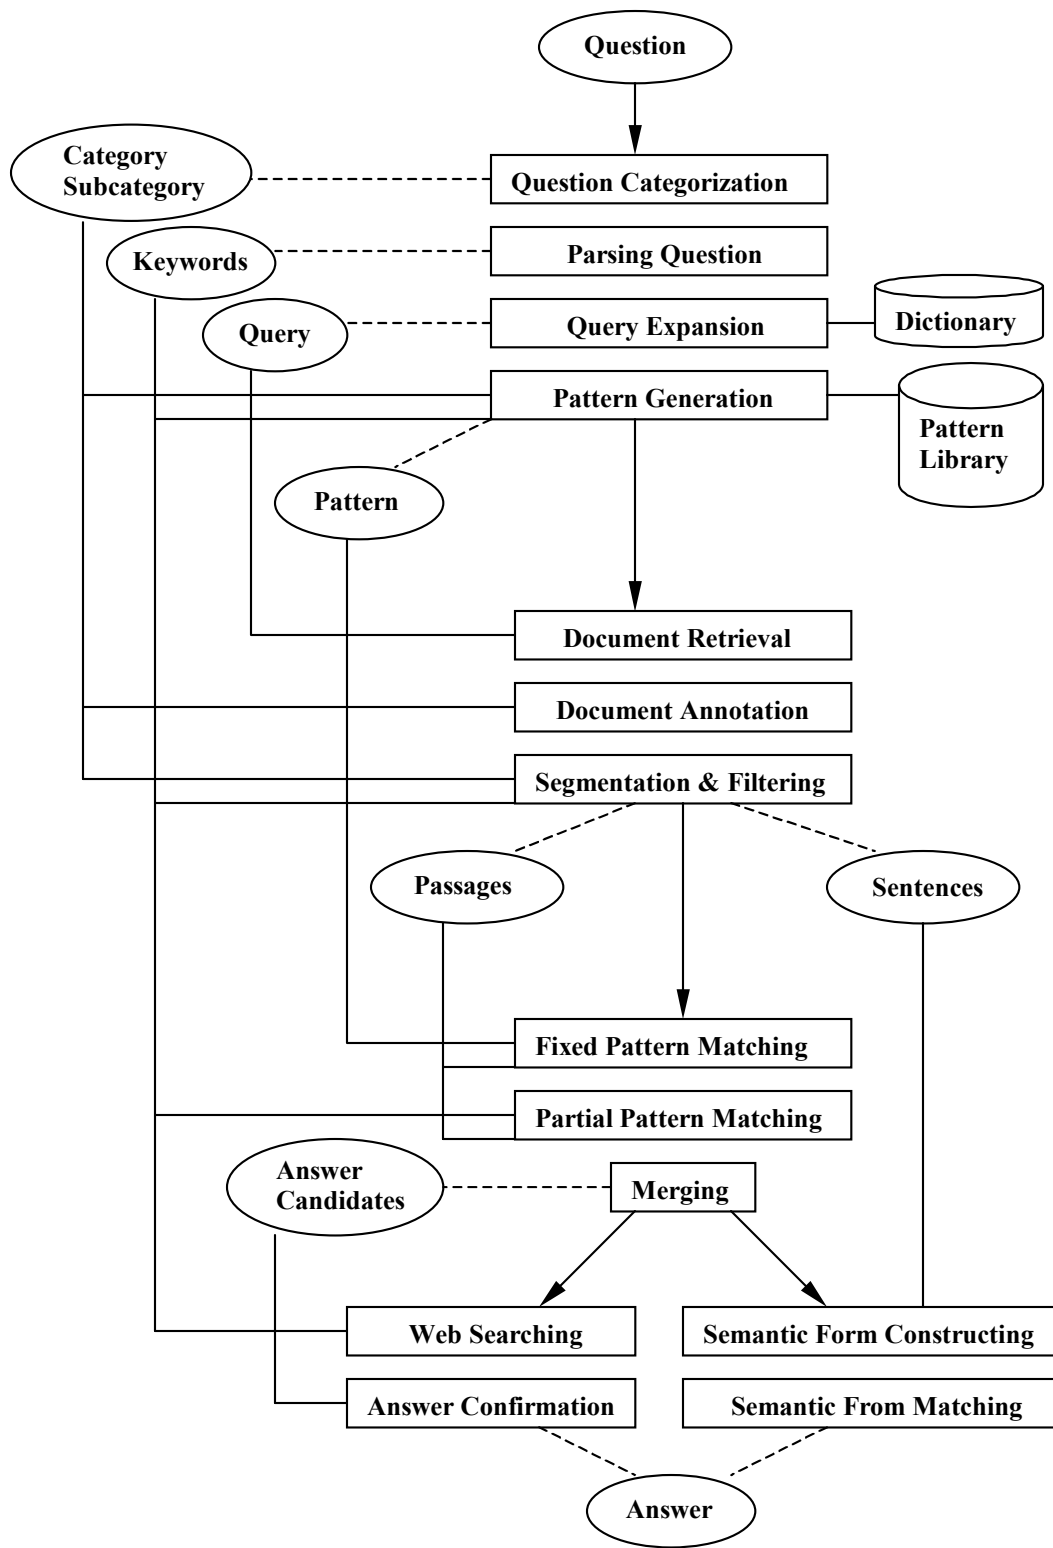 Question
Category
Subcategory
Question Categorization
Keywords
Parsing Question
Query
Query Expansion
Dictionary
Pattern Generation
Pattern
Library
Pattern
Document Retrieval
Document Annotation
Segmentation & Filtering
Passages
Sentences
Fixed Pattern Matching
Partial Pattern Matching
Answer
Candidates
Merging
Web Searching
Semantic Form Constructing
Answer Confirmation
Semantic From Matching
Answer